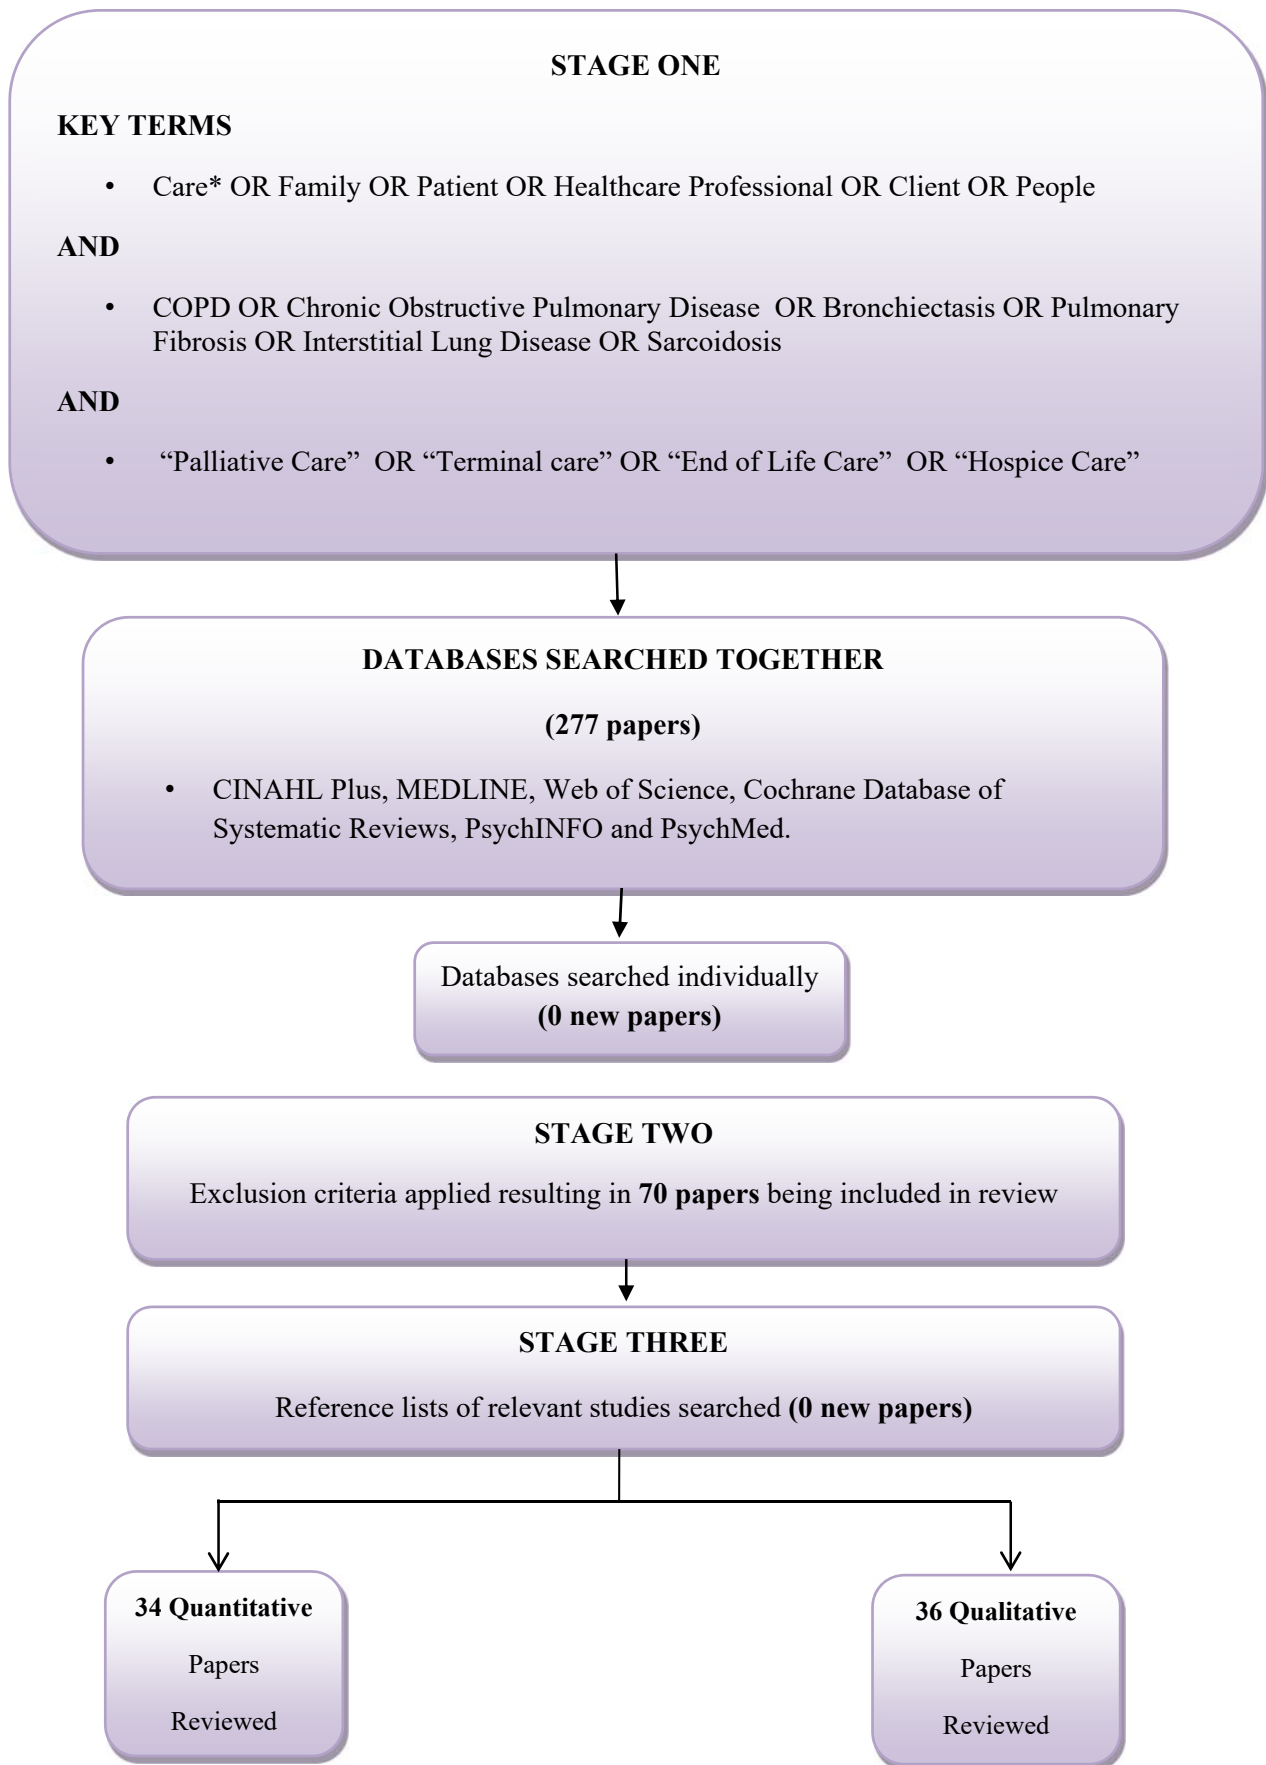 STAGE ONE
KEY TERMS
• Care* OR Family OR Patient OR Healthcare Professional OR Client OR People
AND
• COPD OR Chronic Obstructive Pulmonary Disease OR Bronchiectasis OR Pulmonary
Fibrosis OR Interstitial Lung Disease OR Sarcoidosis
AND
• “Palliative Care” OR “Terminal care” OR “End of Life Care” OR “Hospice Care”
DATABASES SEARCHED TOGETHER
(277 papers)
• CINAHL Plus, MEDLINE, Web of Science, Cochrane Database of
Systematic Reviews, PsychINFO and PsychMed.
Databases searched individually
(0 new papers)
STAGE TWO
Exclusion criteria applied resulting in 70 papers being included in review
STAGE THREE
Reference lists of relevant studies searched (0 new papers)
34 Quantitative
Papers
Reviewed
36 Qualitative
Papers
Reviewed